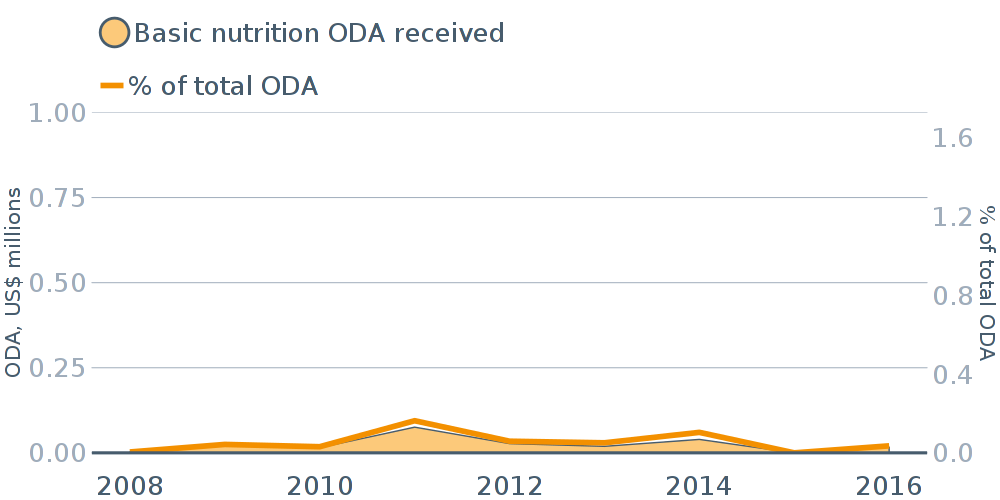 Basic nutrition ODA received
% of total ODA
1.00
0.75
0.50
0.25
0.00
ODA, US$ millions
1.6
1.2
0.8
0.4
0.0
% of total ODA
2008 2010 2012 2014 2016